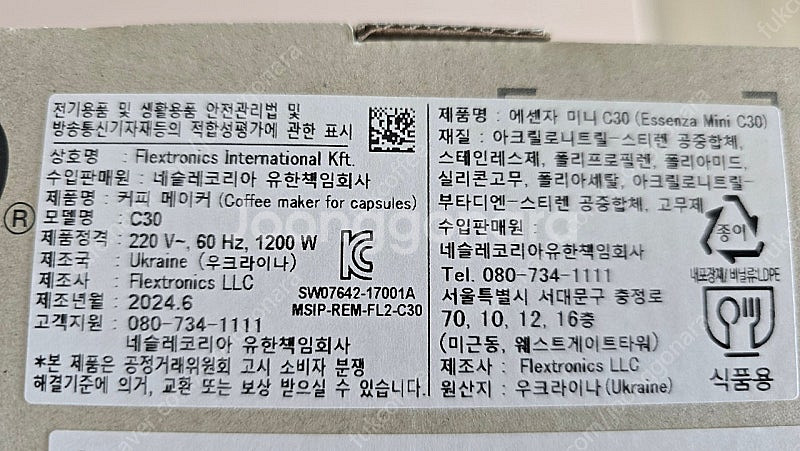 전기용품 및 생활용품 안전관리법 및
방송통신기자재등의 적합성평가에 관한 표시
상호명 : Flextronics International Kft.
수입판매원 : 네슬레코리아 유한책임회사
제품명 : 커피 메이커 (Coffee maker for capsules)
모델명 : C30
제품정격 : 220 V~, 60 Hz, 1200 W
제조국 : Ukraine (우크라이나)
제조사 : Flextronics LLC
제조년월 : 2024.6
고객지원 : 080-734-1111
네슬레코리아 유한책임회사
*본 제품은 공정거래위원회 고시 소비자 분쟁
해결기준에 의거, 교환 또는 보상 받으실 수 있습니다.
SW07642-17001A
MSIP-REM-FL2-C30
제품명 : 에센자 미니 C30 (Essenza Mini C30)
재질 : 아크릴로니트릴-스티렌 공중합체,
스테인레스제, 폴리프로필렌, 폴리아미드,
실리콘고무, 폴리아세탈, 아크릴로니트릴-
부타디엔-스티렌 공중합체, 고무제
수입판매원 :
네슬레코리아유한책임회사
Tel. 080-734-1111
서울특별시 서대문구 충정로
70, 10, 12, 16층
(미근동, 웨스트게이트타워)
제조사 : Flextronics LLC
원산지 : 우크라이나(Ukraine)
종이
내포장재/비닐류:LDPE
식품용
®
Joonggonara